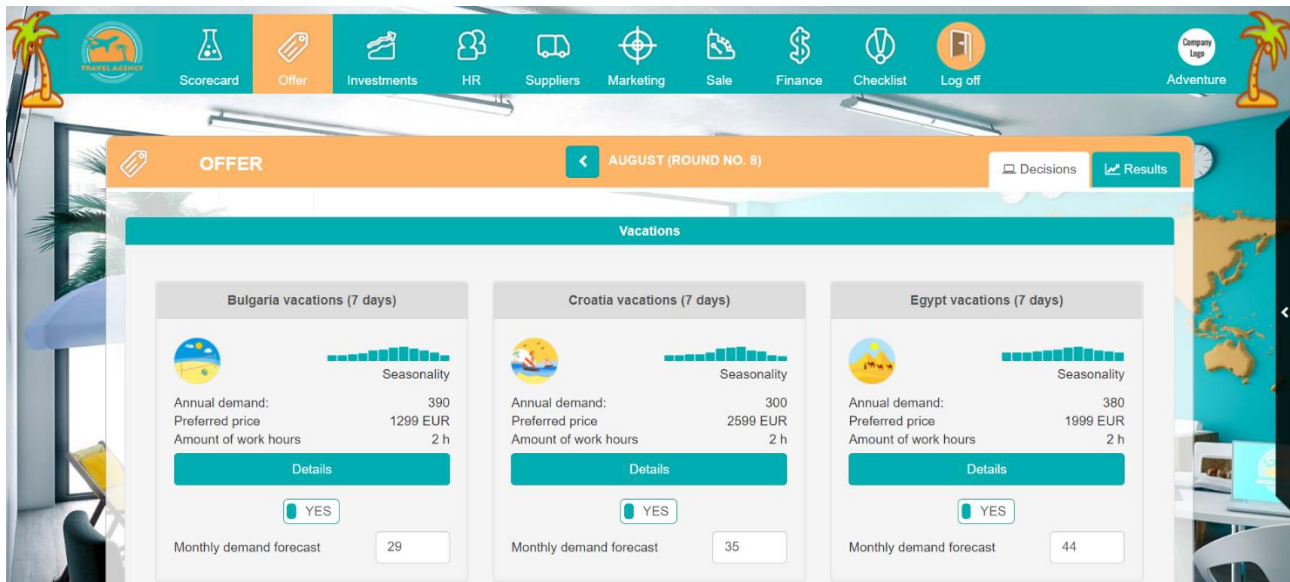 TRAVEL AGENCY
Scorecard
Offer
Investments
HR
Suppliers
Marketing
Sale
Finance
Checklist
Log off
Company
Logo
Adventure
OFFER
AUGUST (ROUND NO. 8)
Decisions
Results
Vacations
Bulgaria vacations (7 days)
Seasonality
Annual demand: 390
Preferred price 1299 EUR
Amount of work hours 2 h
Details
YES
Monthly demand forecast 29
Croatia vacations (7 days)
Seasonality
Annual demand: 300
Preferred price 2599 EUR
Amount of work hours 2 h
Details
YES
Monthly demand forecast 35
Egypt vacations (7 days)
Seasonality
Annual demand: 380
Preferred price 1999 EUR
Amount of work hours 2 h
Details
YES
Monthly demand forecast 44